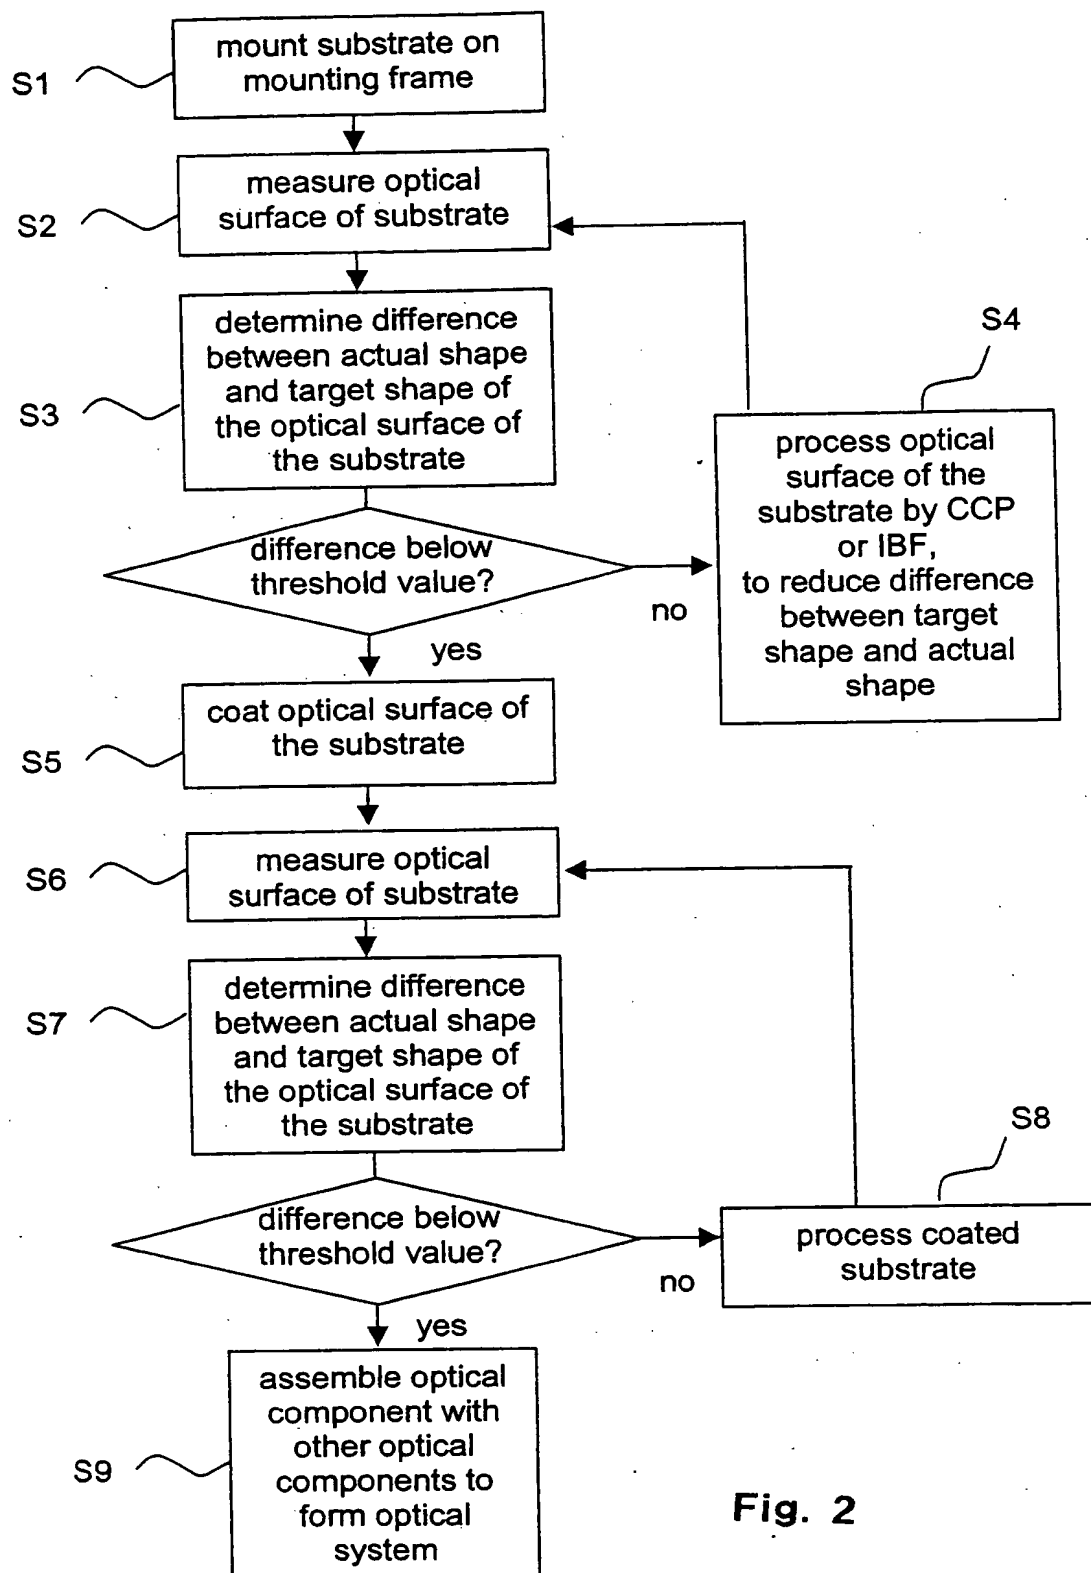 mount substrate on
mounting frame
S1
measure optical
surface of substrate
S2
determine difference
between actual shape
and target shape of
the optical surface of
the substrate
S3
S4
process optical
surface of the
substrate by CCP
or IBF,
to reduce difference
between target
shape and actual
shape
difference below
threshold value?
no
yes
coat optical surface of
the substrate
S5
measure optical
surface of substrate
S6
determine difference
between actual shape
and target shape of
the optical surface of
the substrate
S7
S8
process coated
substrate
difference below
threshold value?
no
yes
assemble optical
component with
other optical
components to
form optical
system
S9
Fig. 2